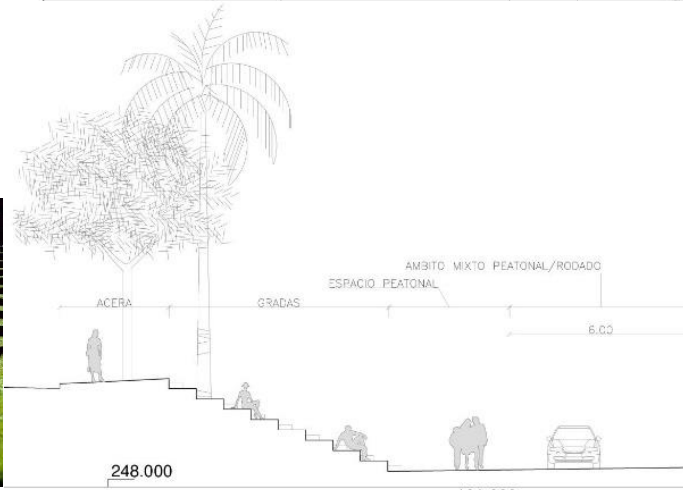 AMBITO MIXTO PEATONAL/RODADO
ESPACIO PEATONAL
ACERA
GRADAS
6.00
248.000